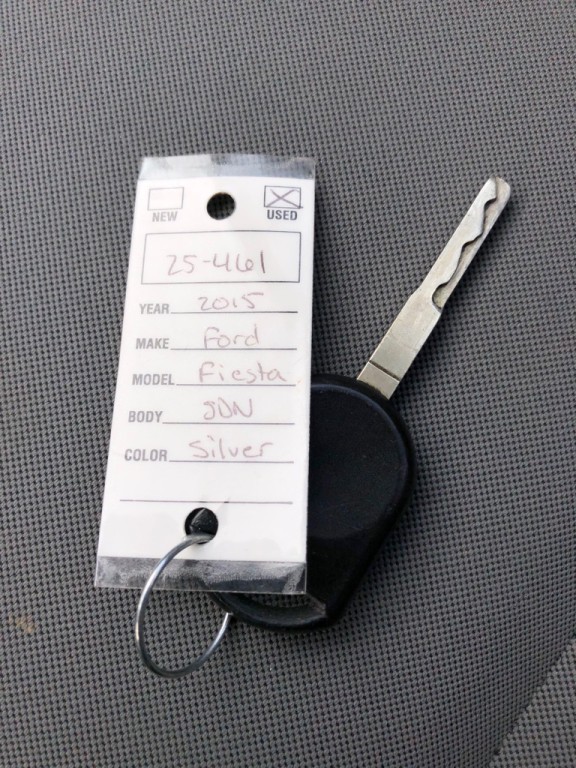 NEW USED
25-461
YEAR 2015
MAKE Ford
MODEL Fiesta
BODY SDN
COLOR Silver